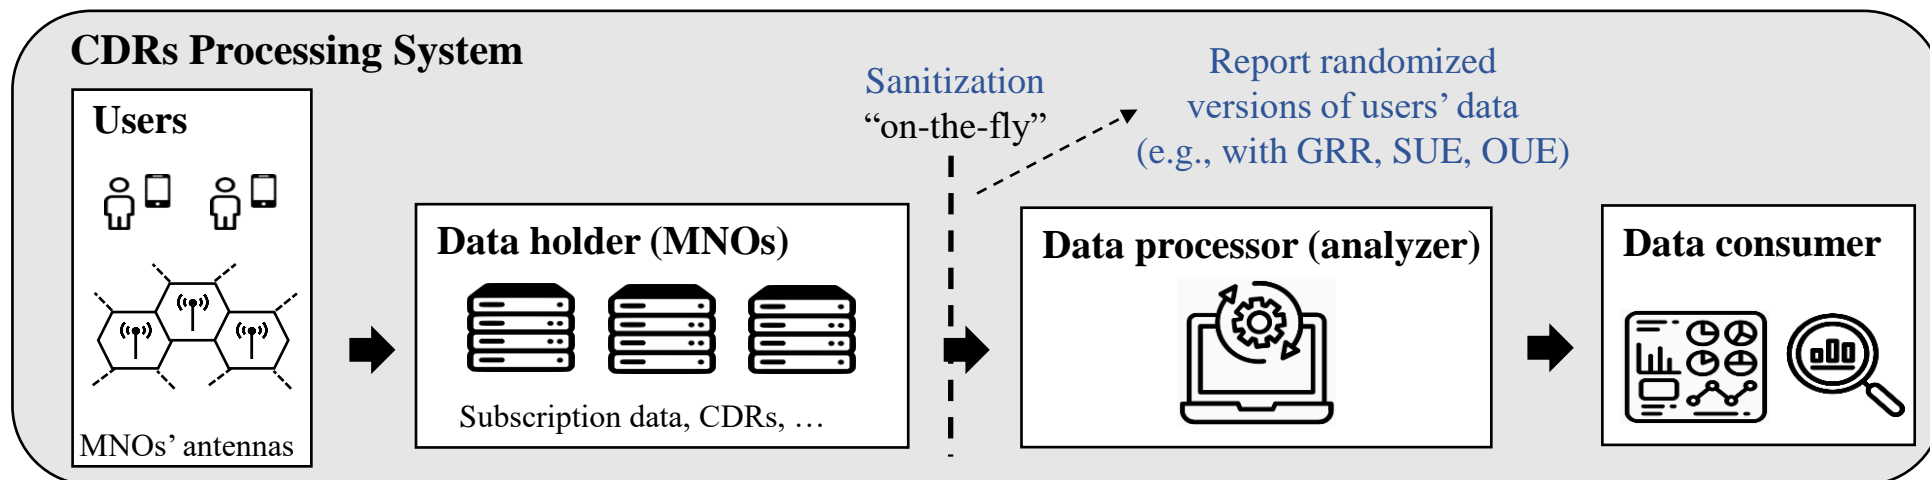 CDRs Processing System
Users
MNOs’ antennas
Data holder (MNOs)
Subscription data, CDRs, …
Sanitization
“on-the-fly”
Report randomized
versions of users’ data
(e.g., with GRR, SUE, OUE)
Data processor (analyzer)
Data consumer